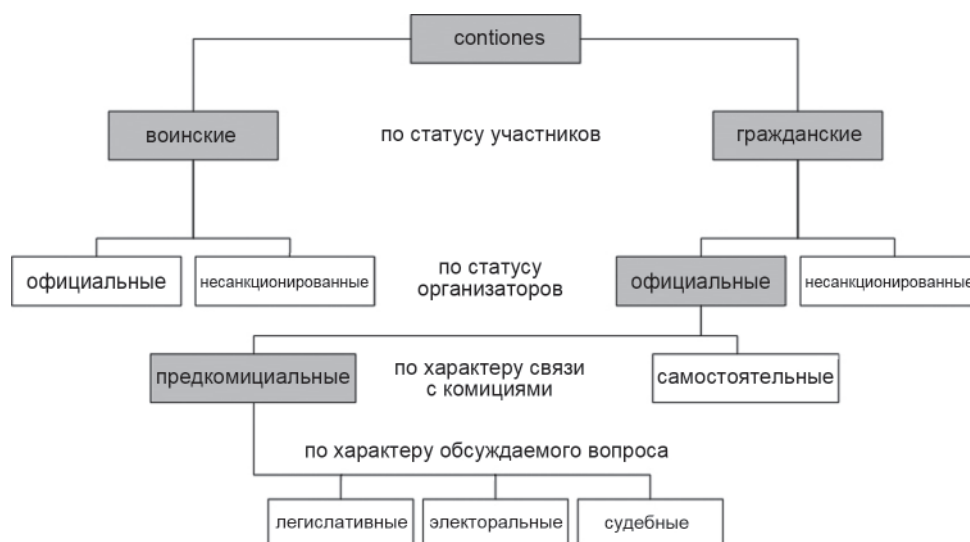 contiones
воинские
по статусу участников
гражданские
официальные
несанкционированные
по статусу
организаторов
официальные
несанкционированные
предкомициальные
по характеру связи
с комициями
самостоятельные
по характеру обсуждаемого вопроса
легислативные
электоральные
судебные